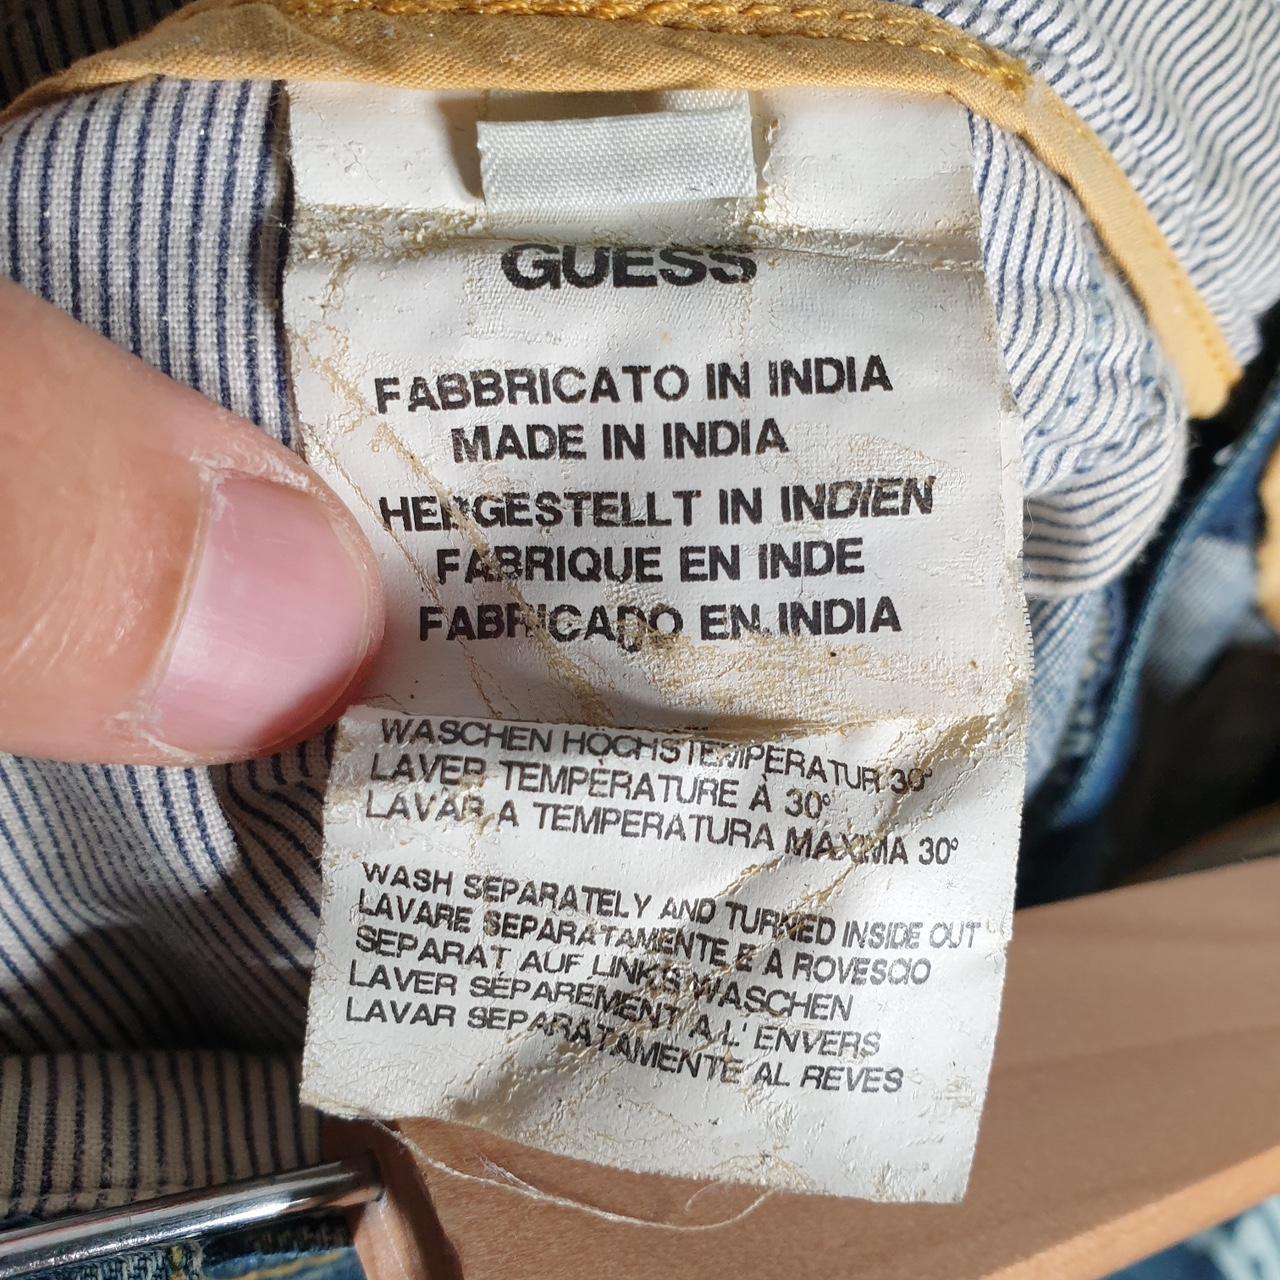 GUESS
FABBRICATO IN INDIA
MADE IN INDIA
HERGESTELLT IN INDIEN
FABRIQUE EN INDE
FABRICADO EN INDIA
WASCHEN HÖCHSTEMPERATUR 30°
LAVER TEMPÉRATURE À 30°
LAVAR A TEMPERATURA MAXIMA 30°
WASH SEPARATELY AND TURNED INSIDE OUT
LAVARE SEPARATAMENTE E A ROVESCIO
SEPARAT AUF LINKS WASCHEN
LAVER SÉPARÉMENT A L' ENVERS
LAVAR SEPARATAMENTE AL REVES